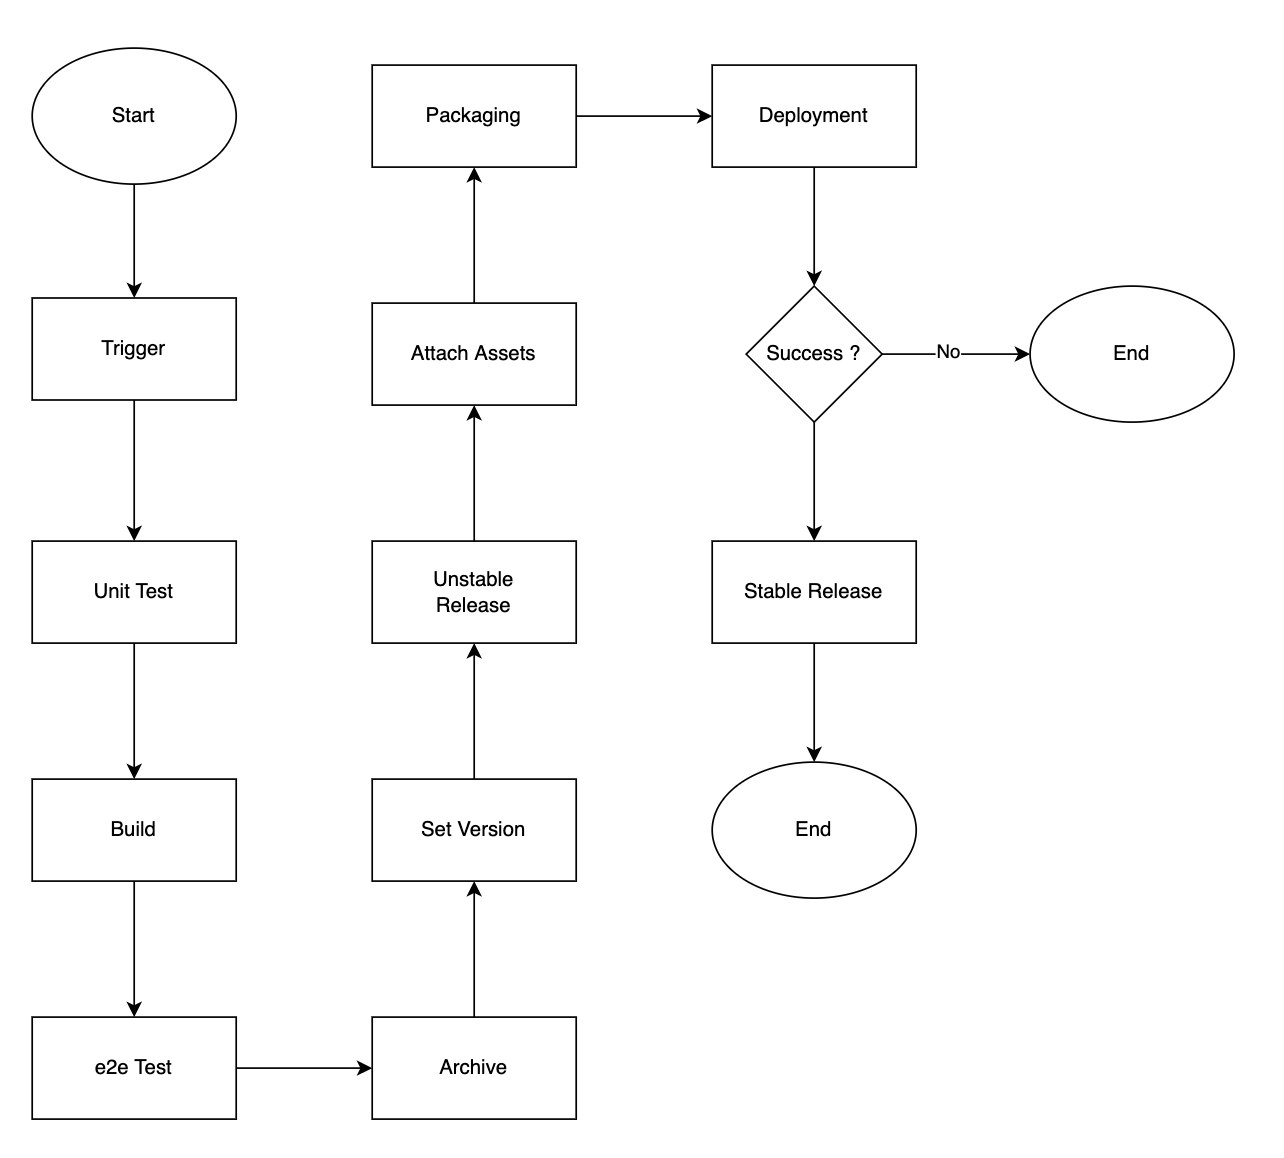 Start
Trigger
Unit Test
Build
e2e Test
Archive
Set Version
Unstable
Release
Attach Assets
Packaging
Deployment
Success ?
No
End
Stable Release
End